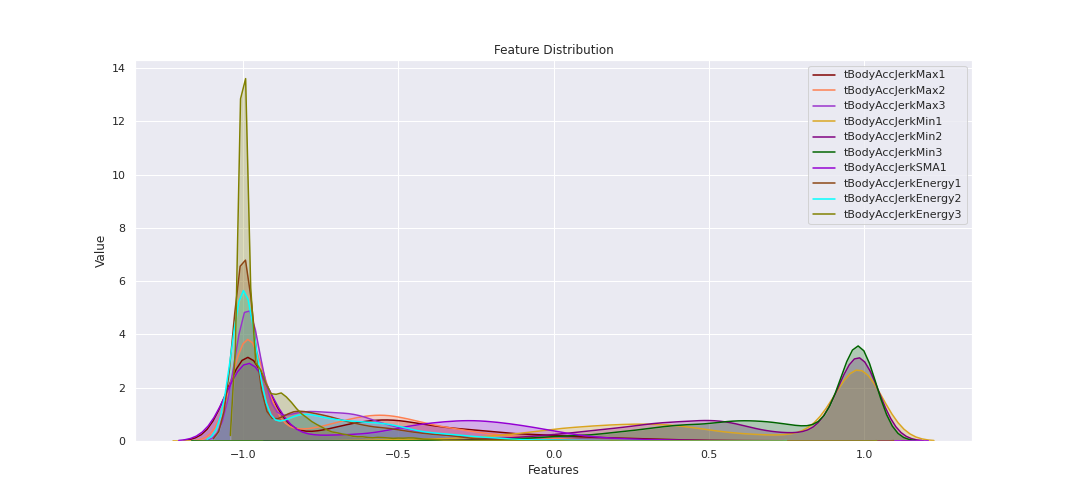 Feature Distribution
14
12
10
8
6
4
2
0
Value
−1.0
−0.5
0.0
0.5
1.0
Features
tBodyAccJerkMax1
tBodyAccJerkMax2
tBodyAccJerkMax3
tBodyAccJerkMin1
tBodyAccJerkMin2
tBodyAccJerkMin3
tBodyAccJerkSMA1
tBodyAccJerkEnergy1
tBodyAccJerkEnergy2
tBodyAccJerkEnergy3